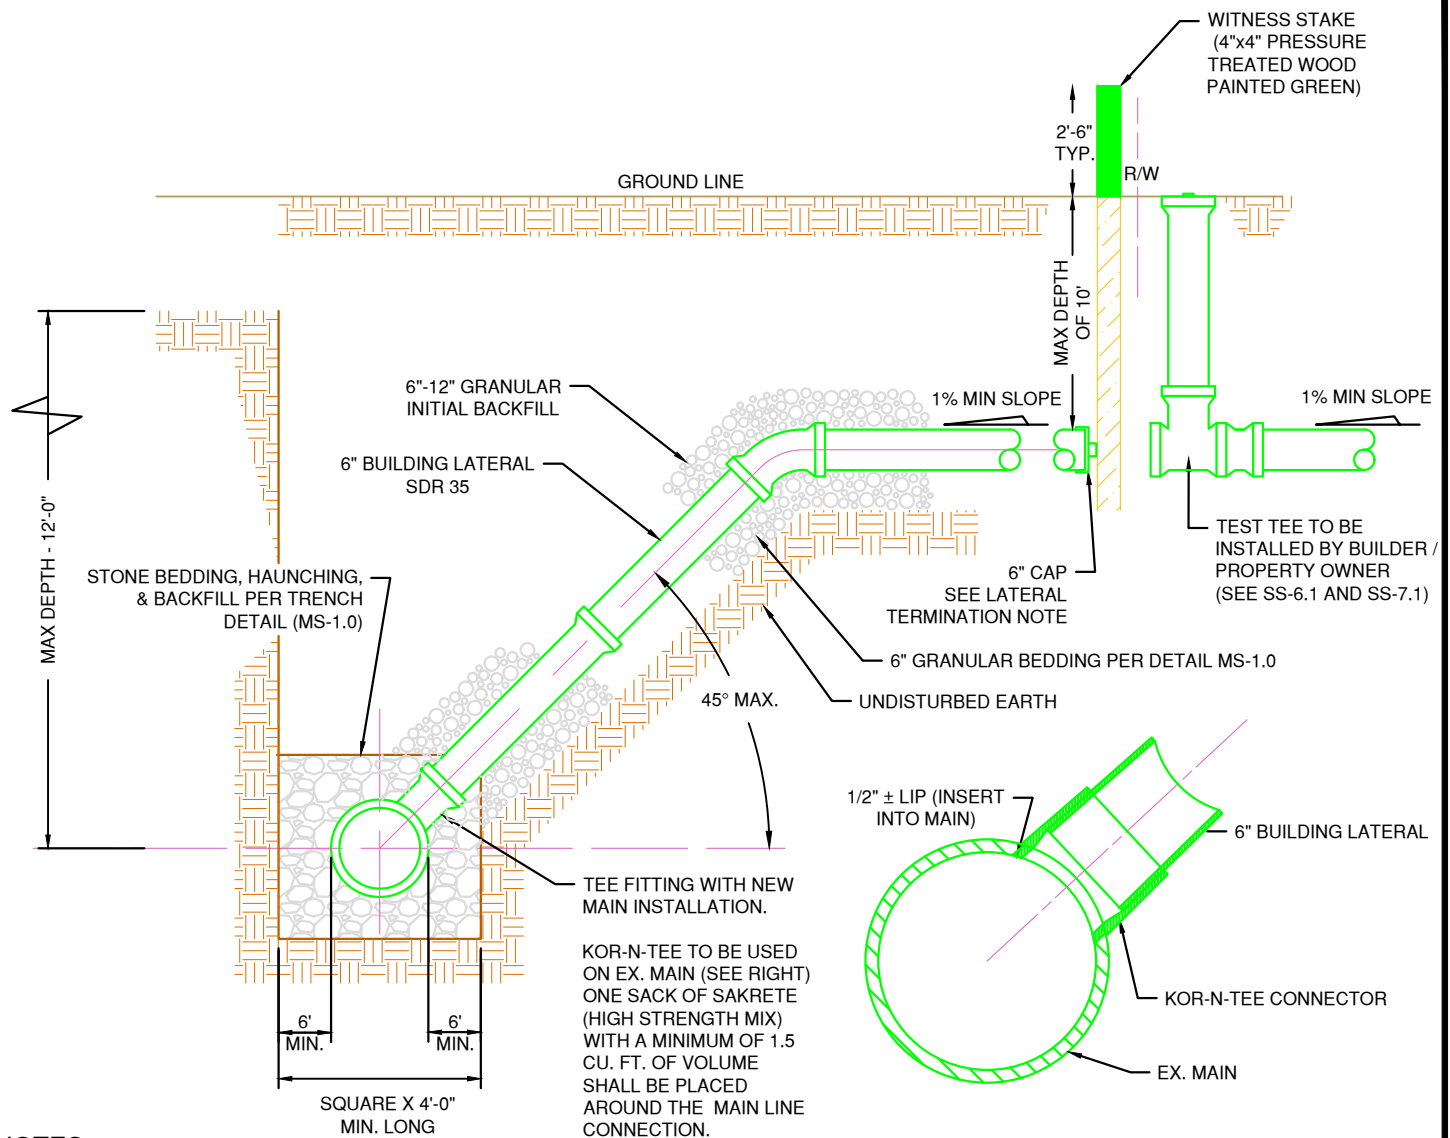 WITNESS STAKE
(4"x4" PRESSURE
TREATED WOOD
PAINTED GREEN)
2'-6"
TYP.
R/W
GROUND LINE
MAX DEPTH
OF 10'
6"-12" GRANULAR
INITIAL BACKFILL
1% MIN SLOPE
1% MIN SLOPE
6" BUILDING LATERAL
SDR 35
MAX DEPTH - 12'-0"
STONE BEDDING, HAUNCHING,
& BACKFILL PER TRENCH
DETAIL (MS-1.0)
6" CAP
SEE LATERAL
TERMINATION NOTE
TEST TEE TO BE
INSTALLED BY BUILDER /
PROPERTY OWNER
(SEE SS-6.1 AND SS-7.1)
6" GRANULAR BEDDING PER DETAIL MS-1.0
45° MAX.
UNDISTURBED EARTH
1/2" ± LIP (INSERT
INTO MAIN)
6" BUILDING LATERAL
TEE FITTING WITH NEW
MAIN INSTALLATION.
KOR-N-TEE TO BE USED
ON EX. MAIN (SEE RIGHT)
ONE SACK OF SAKRETE
(HIGH STRENGTH MIX)
WITH A MINIMUM OF 1.5
CU. FT. OF VOLUME
SHALL BE PLACED
AROUND THE MAIN LINE
CONNECTION.
KOR-N-TEE CONNECTOR
EX. MAIN
6'
MIN.
6'
MIN.
SQUARE X 4'-0"
MIN. LONG